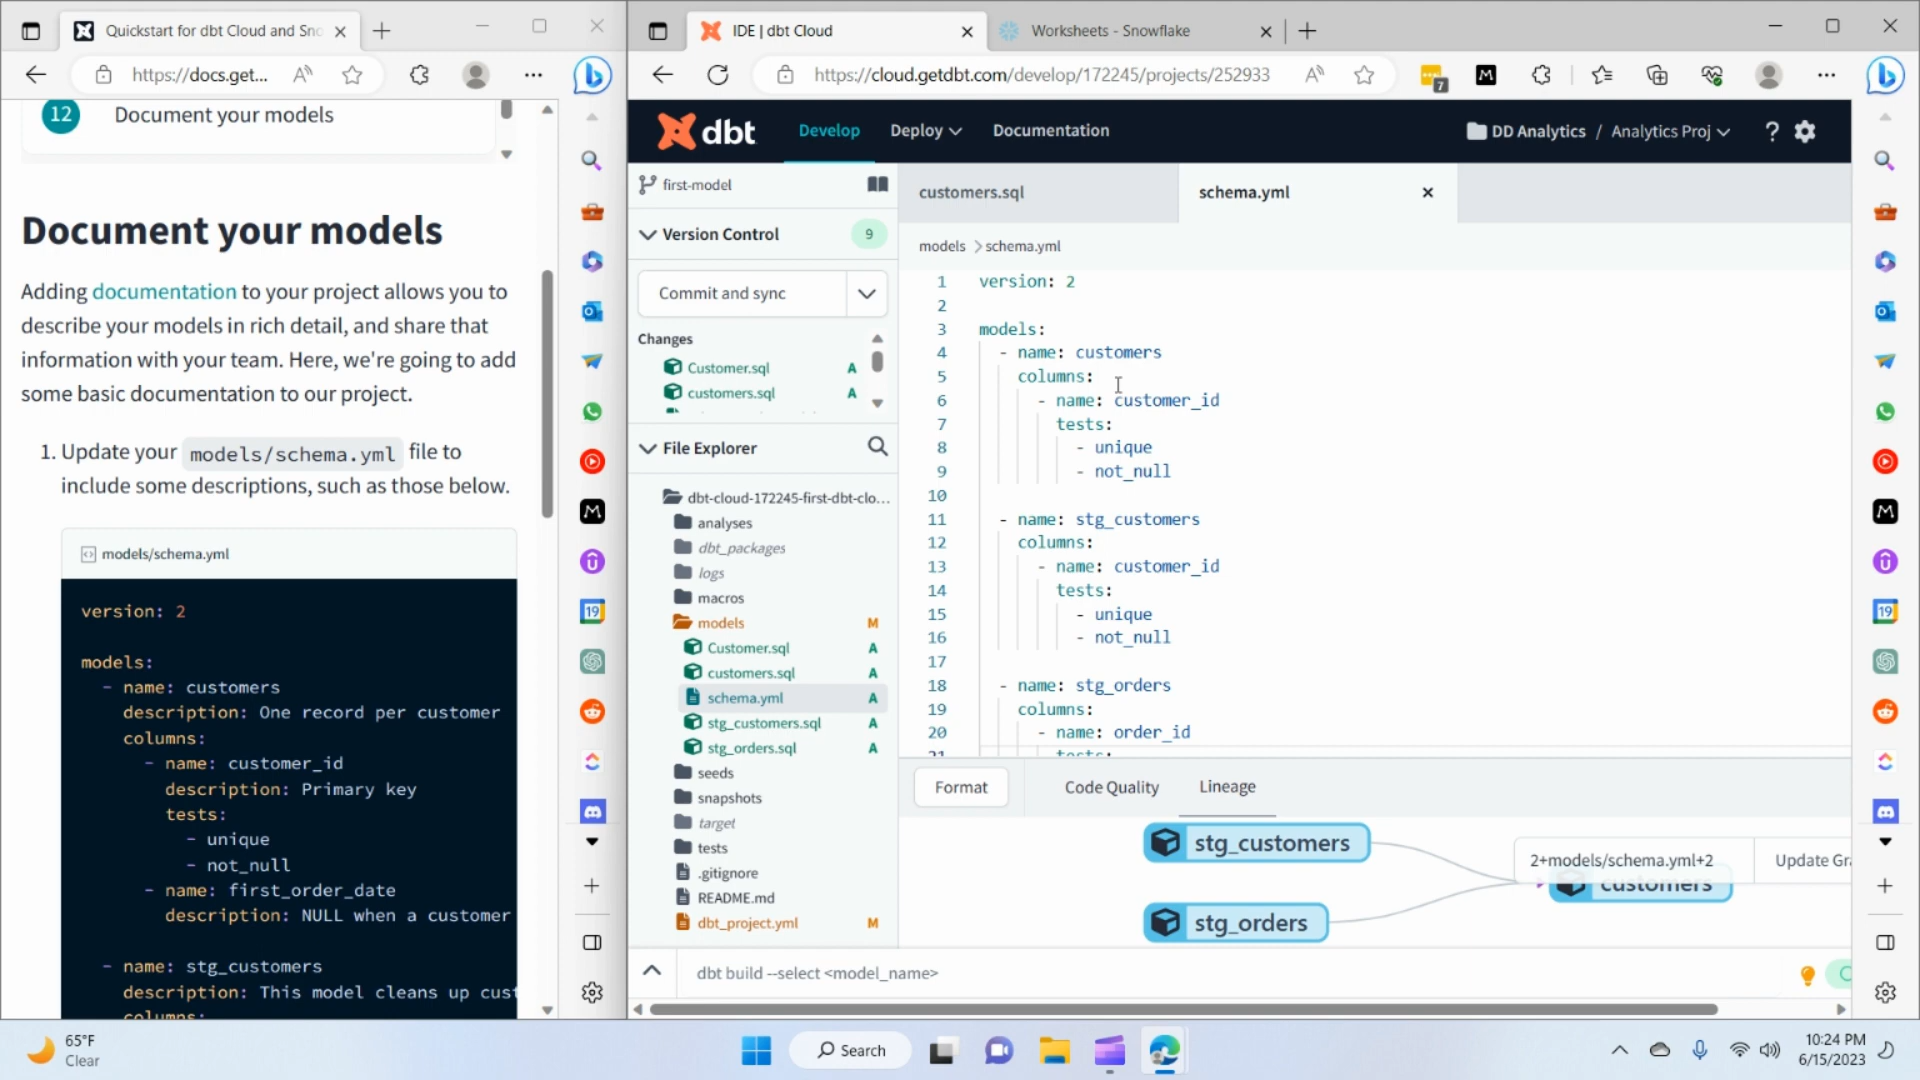 Quickstart for dbt Cloud and Sno
https://docs.get...
12 Document your models
Document your models
Adding documentation to your project allows you to
describe your models in rich detail, and share that
information with your team. Here, we're going to add
some basic documentation to our project.
1. Update your models/schema.yml file to
include some descriptions, such as those below.
models/schema.yml
version: 2
models:
- name: customers
description: One record per customer
columns:
- name: customer_id
description: Primary key
tests:
- unique
- not_null
- name: first_order_date
description: NULL when a customer
- name: stg_customers
description: This model cleans up cust
columns:
IDE | dbt Cloud
Worksheets - Snowflake
https://cloud.getdbt.com/develop/172245/projects/252933
7
dbt
Develop
Deploy
Documentation
DD Analytics / Analytics Proj
?
first-model
Version Control
9
Commit and sync
Changes
Customer.sql A
customers.sql A
File Explorer
dbt-cloud-172245-first-dbt-clo...
analyses
dbt_packages
logs
macros
models M
Customer.sql A
customers.sql A
schema.yml A
stg_customers.sql A
stg_orders.sql A
seeds
snapshots
target
tests
.gitignore
README.md
dbt_project.yml M
customers.sql
schema.yml
models > schema.yml
1 version: 2
2
3 models:
4 - name: customers
5 columns:
6 - name: customer_id
7 tests:
8 - unique
9 - not_null
10
11 - name: stg_customers
12 columns:
13 - name: customer_id
14 tests:
15 - unique
16 - not_null
17
18 - name: stg_orders
19 columns:
20 - name: order_id
21 tests:
Format
Code Quality
Lineage
stg_customers
stg_orders
customers
2+models/schema.yml+2
Update Gra
dbt build --select <model_name>
19
19
65°F
Clear
Search
10:24 PM
6/15/2023